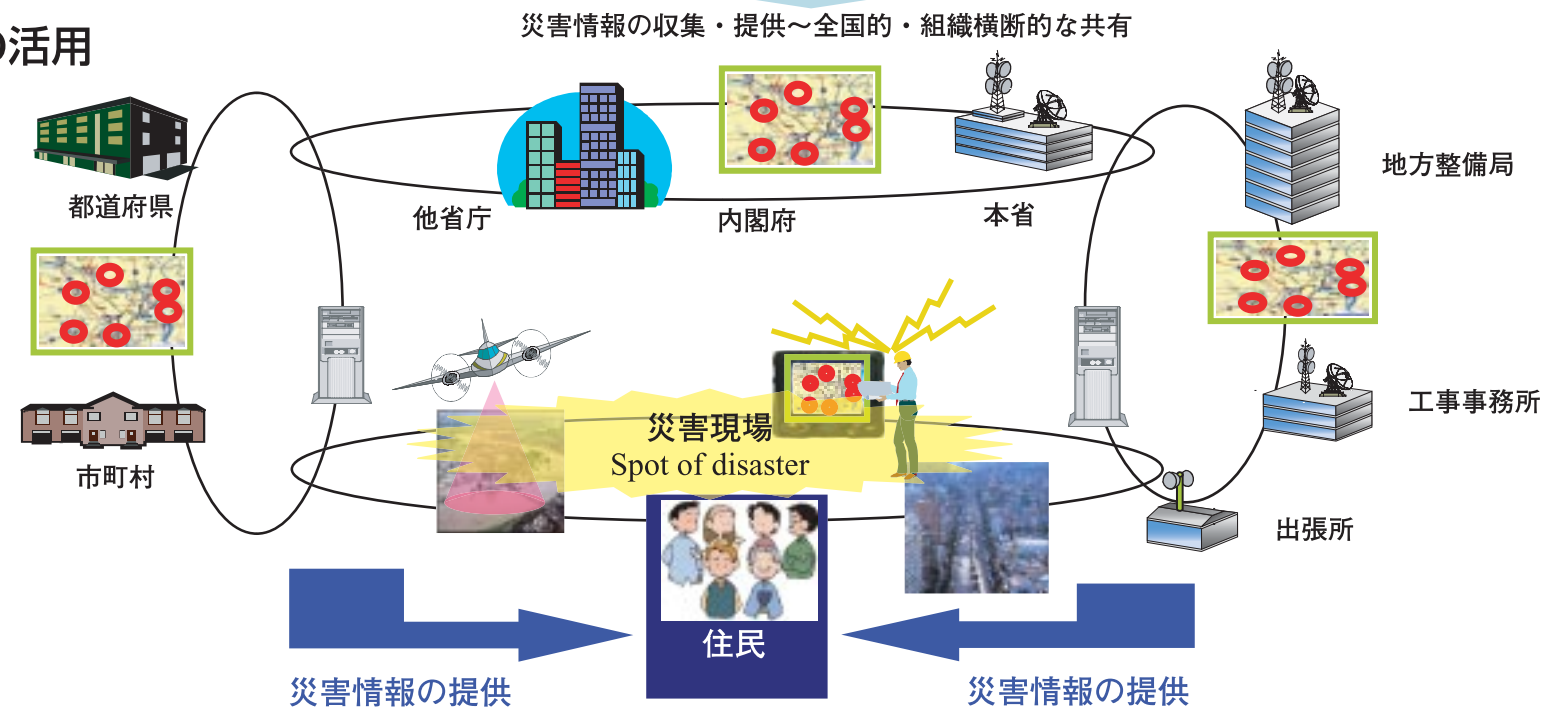 災害情報の収集・提供～全国的・組織横断的な共有
の活用
都道府県
他省庁
内閣府
本省
地方整備局
工事事務所
市町村
災害現場
Spot of disaster
出張所
住民
災害情報の提供
災害情報の提供